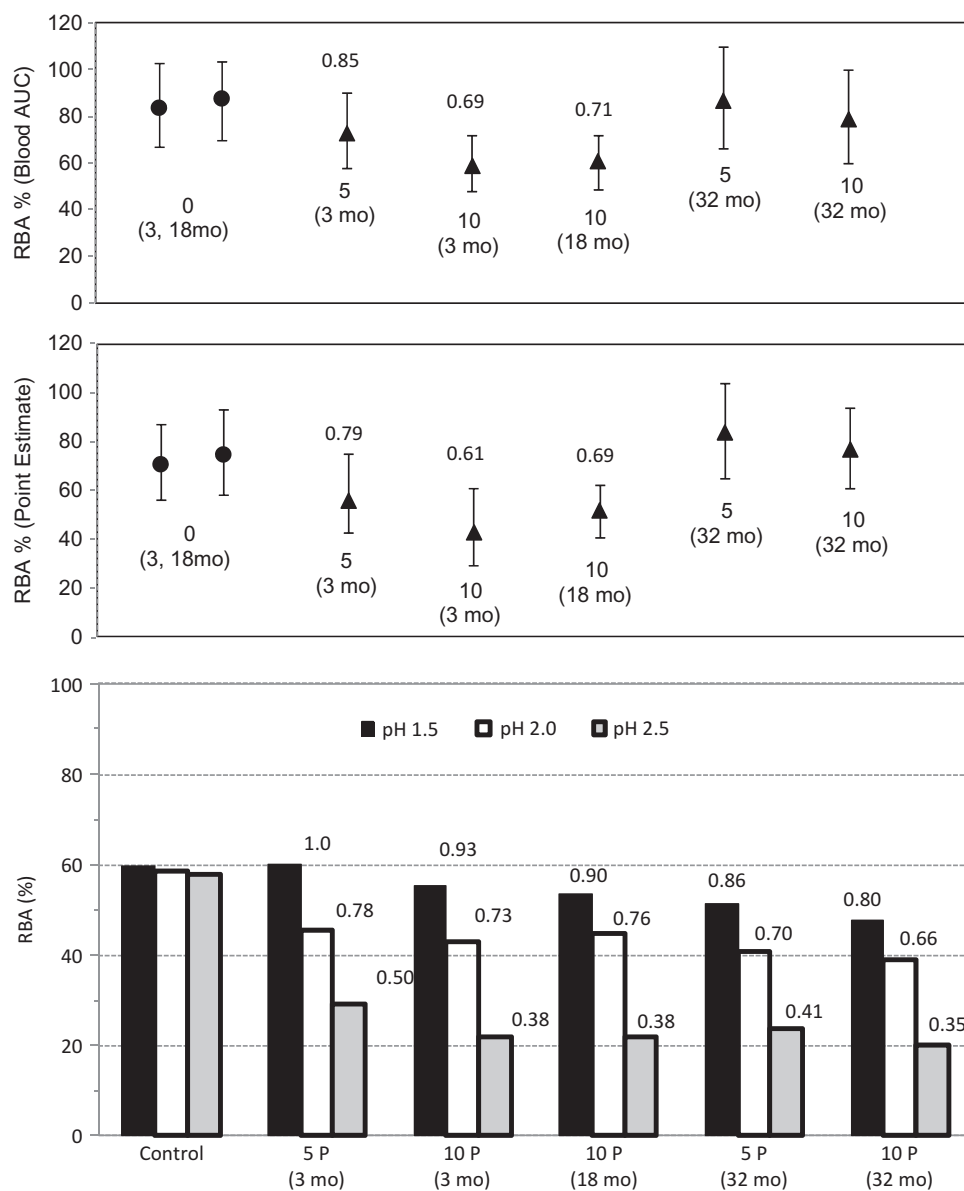 RBA % (Blood AUC)
120
100
80
60
40
20
0
0
(3, 18mo)
0.85
5
(3 mo)
0.69
10
(3 mo)
0.71
10
(18 mo)
5
(32 mo)
10
(32 mo)
RBA % (Point Estimate)
120
100
80
60
40
20
0
0
(3, 18mo)
0.79
5
(3 mo)
0.61
10
(3 mo)
0.69
10
(18 mo)
5
(32 mo)
10
(32 mo)
RBA (%)
100
80
60
40
20
0
pH 1.5 pH 2.0 pH 2.5
1.0
0.78
0.50
0.93
0.73
0.38
0.90
0.76
0.38
0.86
0.70
0.41
0.80
0.66
0.35
Control
5 P
(3 mo)
10 P
(3 mo)
10 P
(18 mo)
5 P
(32 mo)
10 P
(32 mo)